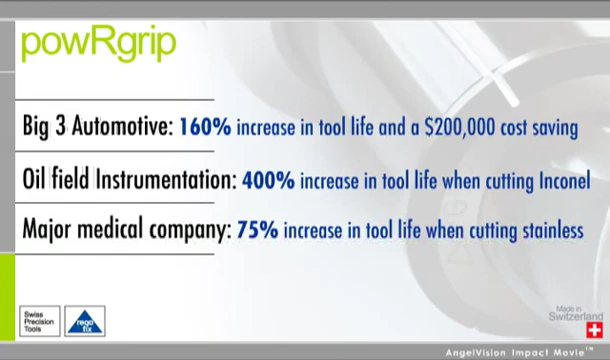 powRgrip
Big 3 Automotive: 160% increase in tool life and a $200,000 cost saving
Oil field Instrumentation: 400% increase in tool life when cutting Inconel
Major medical company: 75% increase in tool life when cutting stainless
Swiss
Precision
Tools
rego
fix
Made in
Switzerland
AngelVision Impact Movie™